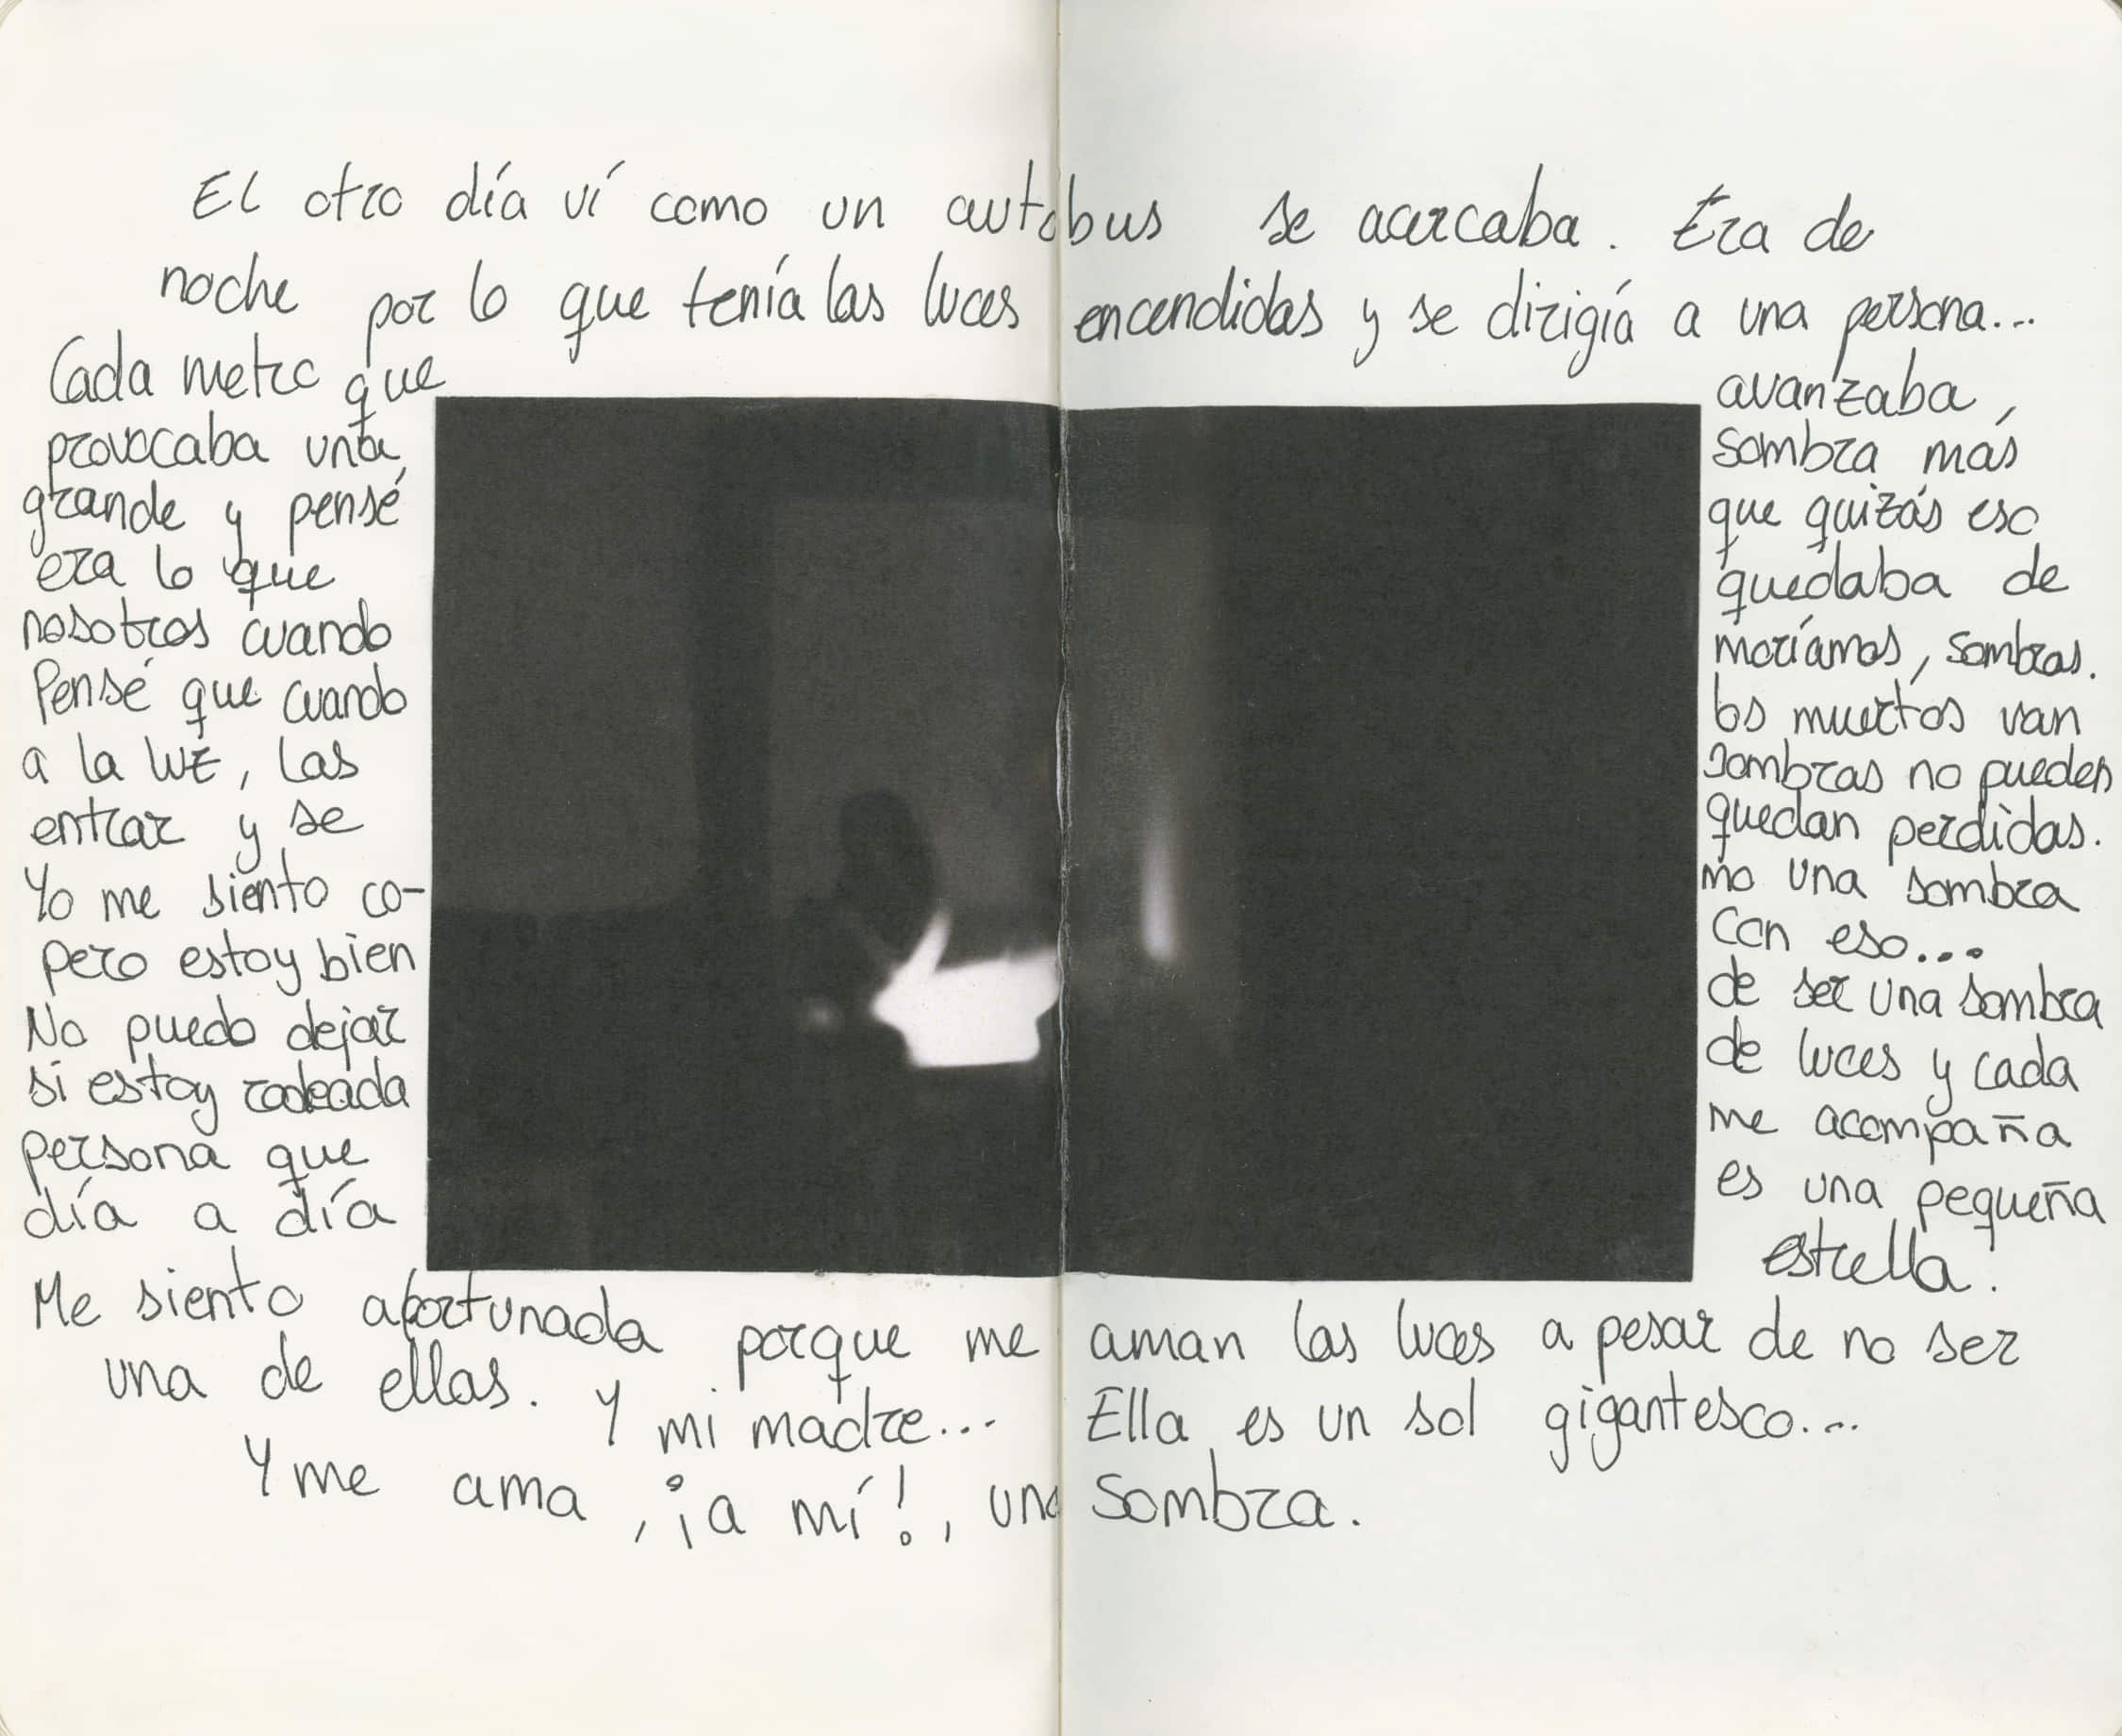 El otro día ví como un autobus se acercaba. Era de
noche por lo que tenía las luces encendidas y se dirigía a una persona...
Cada metro que avanzaba,
provocaba una sombra más
grande y pensé que quizás eso
era lo que quedaba de
nosotros cuando moríamos, sombras.
Pensé que cuando los muertos van
a la luz, las sombras no pueden
entrar y se quedan perdidas.
Yo me siento co- mo una sombra
pero estoy bien con eso...
No puedo dejar de ser una sombra
si estoy rodeada de luces y cada
persona que me acompaña
día a día es una pequeña
estrella.
Me siento afortunada porque me aman las luces a pesar de no ser
una de ellas. Y mi madre... Ella es un sol gigantesco...
Y me ama, ¡a mí!, una sombra.